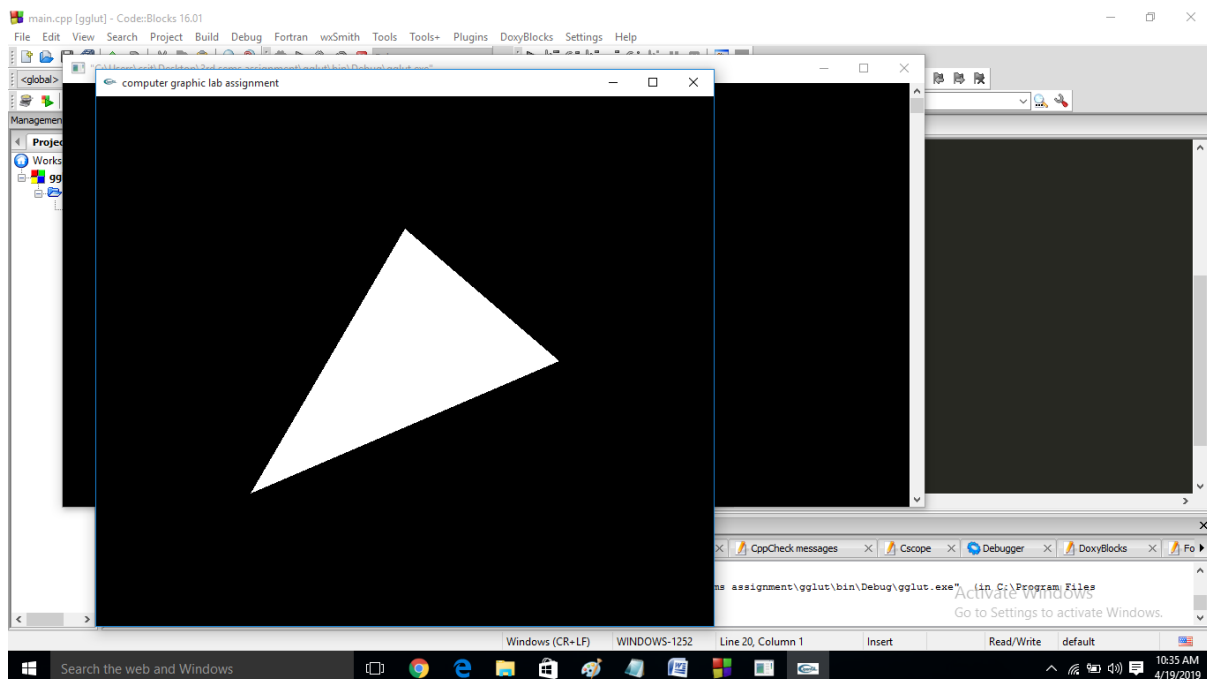 main.cpp [gglut] - Code::Blocks 16.01
File Edit View Search Project Build Debug Fortran wxSmith Tools Tools+ Plugins DoxyBlocks Settings Help
<global>
computer graphic lab assignment
Managemen
Projec
Works
gg
CppCheck messages Cscope Debugger DoxyBlocks Fo
ms assignment\gglut\bin\Debug\gglut.exe" (in C:\Program Files
Activate Windows
Go to Settings to activate Windows.
Windows (CR+LF) WINDOWS-1252 Line 20, Column 1 Insert Read/Write default
Search the web and Windows
10:35 AM
4/19/2019